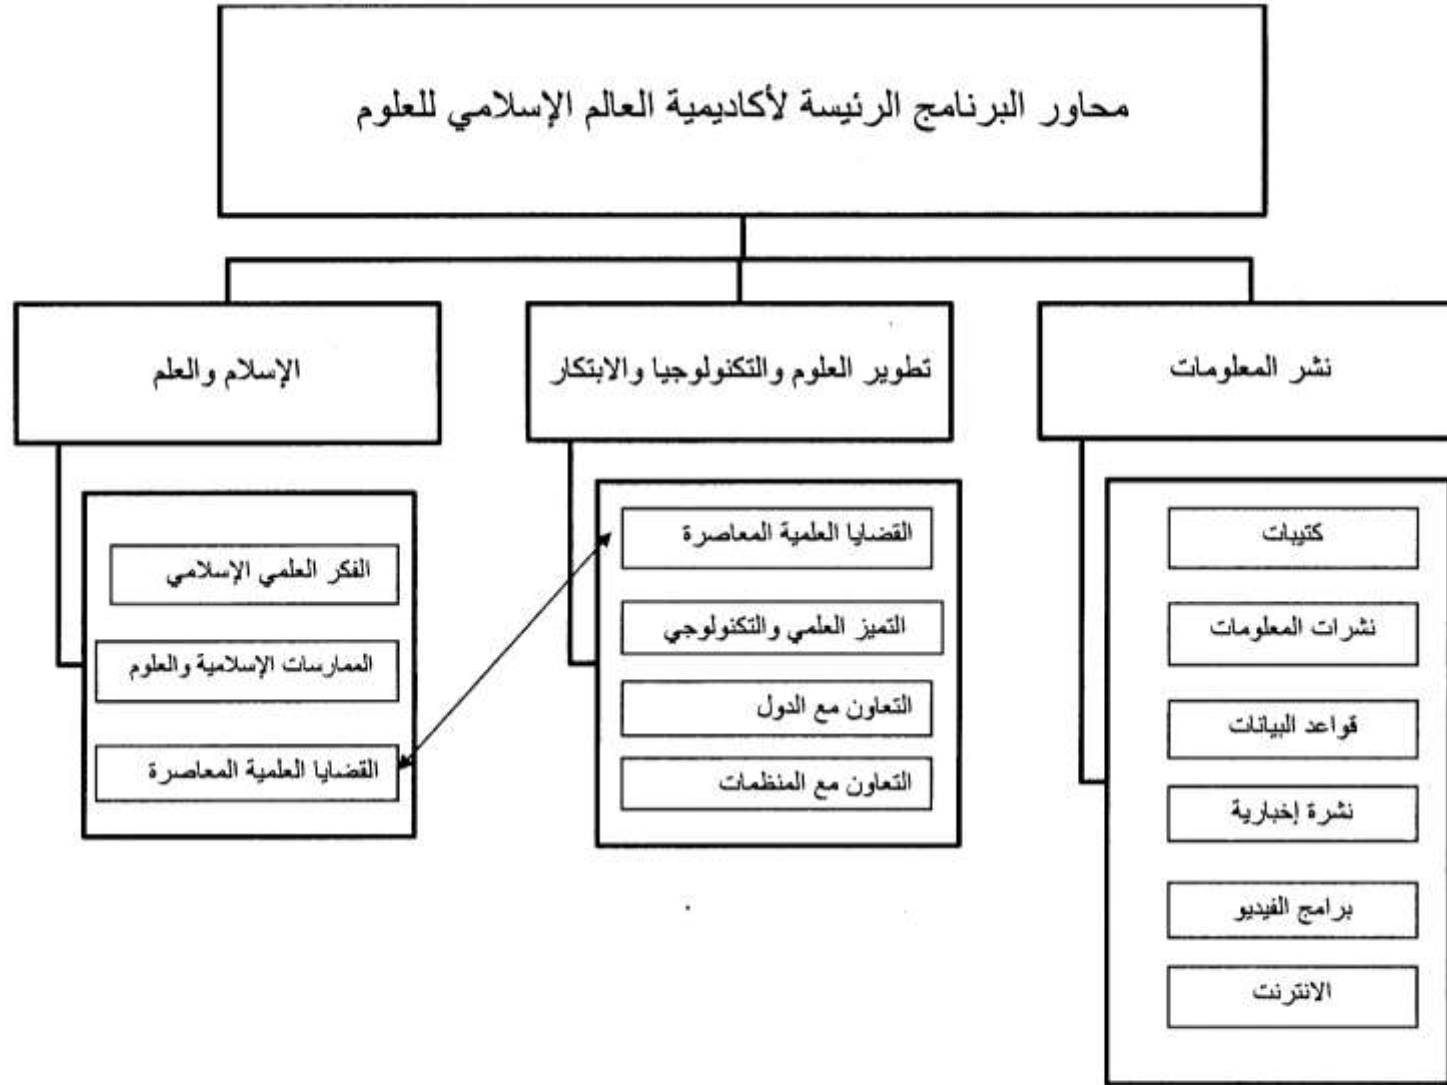 محاور البرنامج الرئيسة لأكاديمية العالم الإسلامي للعلوم
نشر المعلومات
كتيبات
نشرات المعلومات
قواعد البيانات
نشرة إخبارية
برامج الفيديو
الانترنت
تطوير العلوم والتكنولوجيا والابتكار
القضايا العلمية المعاصرة
التميز العلمي والتكنولوجي
التعاون مع الدول
التعاون مع المنظمات
الإسلام والعلم
الفكر العلمي الإسلامي
الممارسات الإسلامية والعلوم
القضايا العلمية المعاصرة